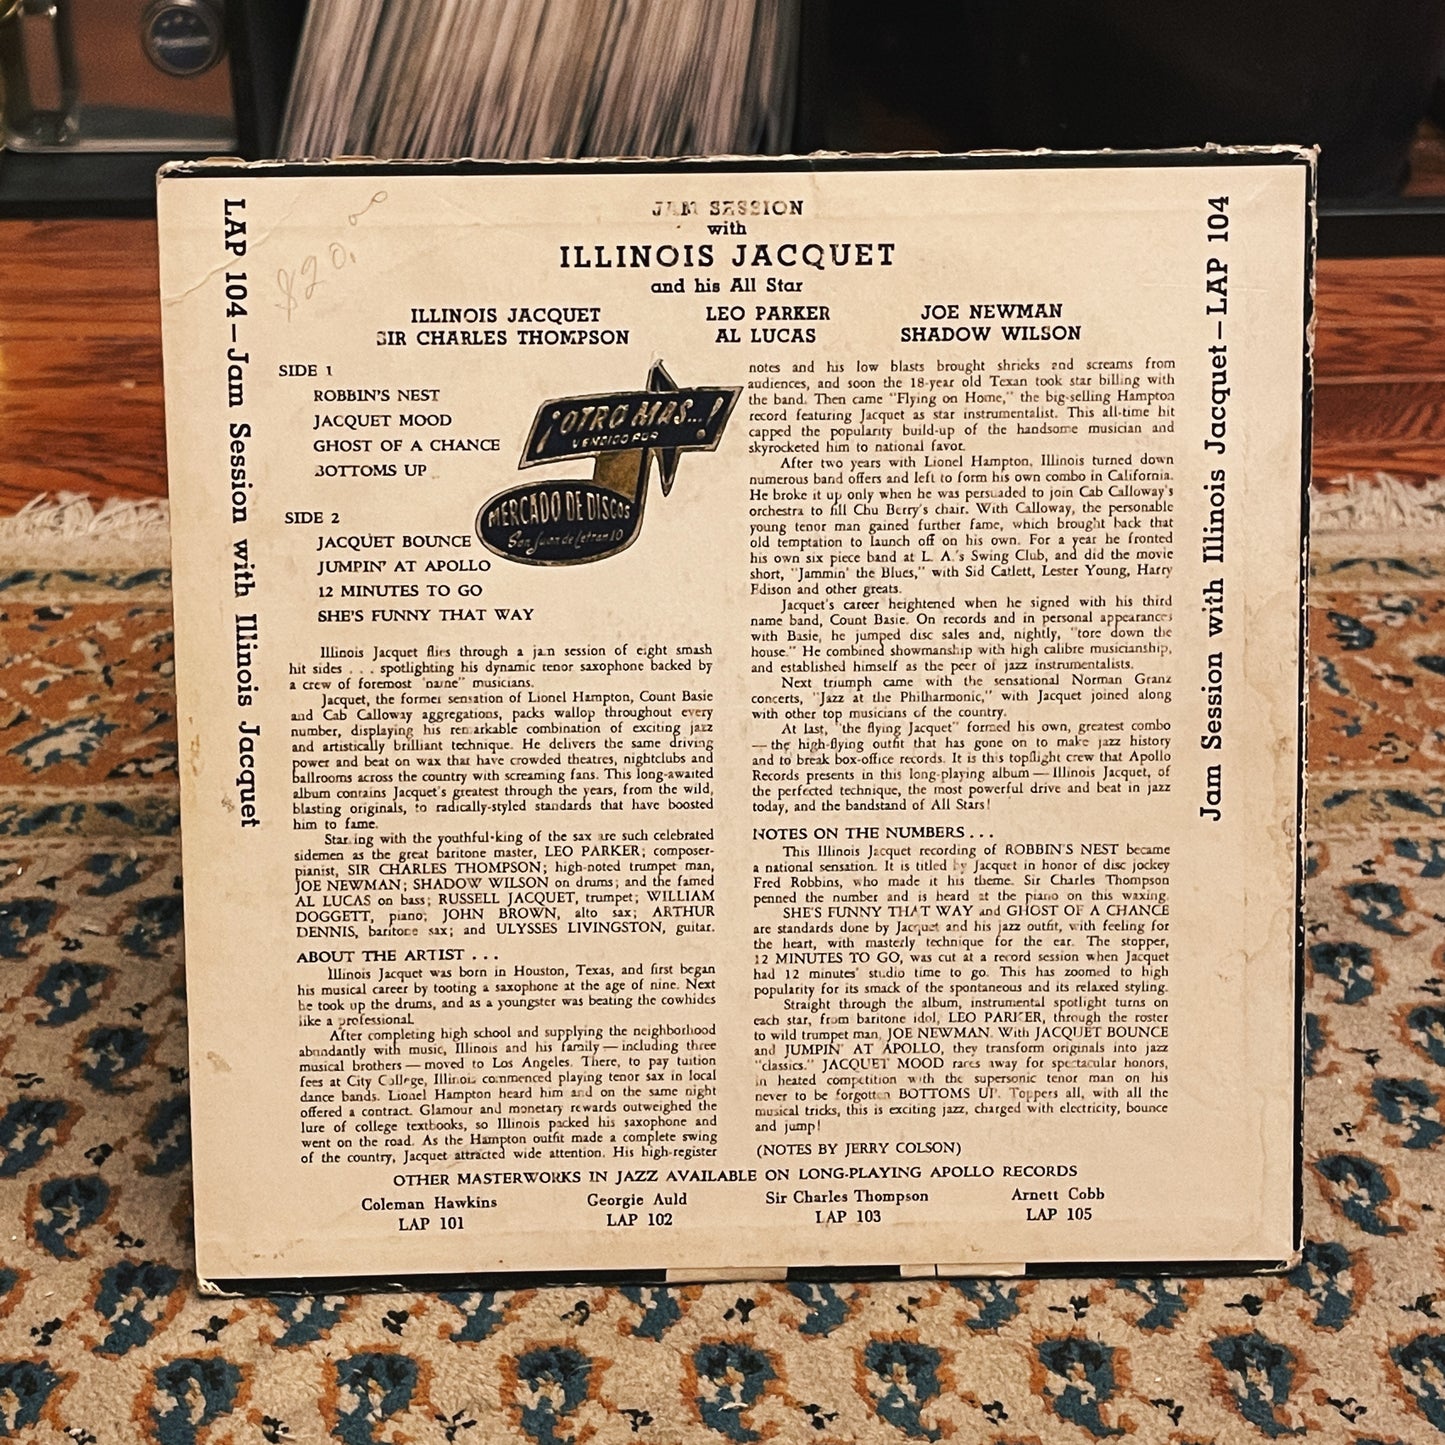 JAM SESSION
with
ILLINOIS JACQUET
and his All Star
ILLINOIS JACQUET LEO PARKER JOE NEWMAN
SIR CHARLES THOMPSON AL LUCAS SHADOW WILSON
LAP 104—Jam Session with Illinois Jacquet
$20.00
SIDE 1
ROBBIN'S NEST
JACQUET MOOD
GHOST OF A CHANCE
BOTTOMS UP
SIDE 2
JACQUET BOUNCE
JUMPIN' AT APOLLO
12 MINUTES TO GO
SHE'S FUNNY THAT WAY
¡OTRO MAS...!
VENDIDO POR
MERCADO DE DISCOS
San Juan de Letran 10
Illinois Jacquet flies through a jam session of eight smash
hit sides . . . spotlighting his dynamic tenor saxophone backed by
a crew of foremost "name" musicians.
Jacquet, the former sensation of Lionel Hampton, Count Basie
and Cab Calloway aggregations, packs wallop throughout every
number, displaying his remarkable combination of exciting jazz
and artistically brilliant technique. He delivers the same driving
power and beat on wax that have crowded theatres, nightclubs and
ballrooms across the country with screaming fans. This long-awaited
album contains Jacquet's greatest through the years, from the wild,
blasting originals, to radically-styled standards that have boosted
him to fame.
Starring with the youthful-king of the sax are such celebrated
sidemen as the great baritone master, LEO PARKER; composer-
pianist, SIR CHARLES THOMPSON; high-noted trumpet man,
JOE NEWMAN; SHADOW WILSON on drums; and the famed
AL LUCAS on bass; RUSSELL JACQUET, trumpet; WILLIAM
DOGGETT, piano; JOHN BROWN, alto sax; ARTHUR
DENNIS, baritone sax; and ULYSSES LIVINGSTON, guitar.
ABOUT THE ARTIST . . .
Illinois Jacquet was born in Houston, Texas, and first began
his musical career by tooting a saxophone at the age of nine. Next
he took up the drums, and as a youngster was beating the cowhides
like a professional.
After completing high school and supplying the neighborhood
abundantly with music, Illinois and his family — including three
musical brothers — moved to Los Angeles. There, to pay tuition
fees at City College, Illinois commenced playing tenor sax in local
dance bands. Lionel Hampton heard him and on the same night
offered a contract. Glamour and monetary rewards outweighed the
lure of college textbooks, so Illinois packed his saxophone and
went on the road. As the Hampton outfit made a complete swing
of the country, Jacquet attracted wide attention. His high-register
notes and his low blasts brought shrieks and screams from
audiences, and soon the 18-year old Texan took star billing with
the band. Then came "Flying on Home," the big-selling Hampton
record featuring Jacquet as star instrumentalist. This all-time hit
capped the popularity build-up of the handsome musician and
skyrocketed him to national favor.
After two years with Lionel Hampton, Illinois turned down
numerous band offers and left to form his own combo in California.
He broke it up only when he was persuaded to join Cab Calloway's
orchestra to fill Chu Berry's chair. With Calloway, the personable
young tenor man gained further fame, which brought back that
old temptation to launch off on his own. For a year he fronted
his own six piece band at L. A.'s Swing Club, and did the movie
short, "Jammin' the Blues," with Sid Catlett, Lester Young, Harry
Edison and other greats.
Jacquet's career heightened when he signed with his third
name band, Count Basie. On records and in personal appearances
with Basie, he jumped disc sales and, nightly, "tore down the
house." He combined showmanship with high calibre musicianship,
and established himself as the peer of jazz instrumentalists.
Next triumph came with the sensational Norman Granz
concerts, "Jazz at the Philharmonic," with Jacquet joined along
with other top musicians of the country.
At last, "the flying Jacquet" formed his own, greatest combo
— the high-flying outfit that has gone on to make jazz history
and to break box-office records. It is this topflight crew that Apollo
Records presents in this long-playing album — Illinois Jacquet, of
the perfected technique, the most powerful drive and beat in jazz
today, and the bandstand of All Stars!
NOTES ON THE NUMBERS . . .
This Illinois Jacquet recording of ROBBIN'S NEST became
a national sensation. It is titled by Jacquet in honor of disc jockey
Fred Robbins, who made it his theme. Sir Charles Thompson
penned the number and is heard at the piano on this waxing.
SHE'S FUNNY THAT WAY and GHOST OF A CHANCE
are standards done by Jacquet and his jazz outfit, with feeling for
the heart, with masterly technique for the ear. The stopper,
12 MINUTES TO GO, was cut at a record session when Jacquet
had 12 minutes' studio time to go. This has zoomed to high
popularity for its smack of the spontaneous and its relaxed styling.
Straight through the album, instrumental spotlight turns on
each star, from baritone idol, LEO PARKER, through the roster
to wild trumpet man, JOE NEWMAN. With JACQUET BOUNCE
and JUMPIN' AT APOLLO, they transform originals into jazz
"classics." JACQUET MOOD races away for spectacular honors,
in heated competition with the supersonic tenor man on his
never to be forgotten BOTTOMS UP. Toppers all, with all the
musical tricks, this is exciting jazz, charged with electricity, bounce
and jump!
(NOTES BY JERRY COLSON)
Jam Session with Illinois Jacquet—LAP 104
OTHER MASTERWORKS IN JAZZ AVAILABLE ON LONG-PLAYING APOLLO RECORDS
Coleman Hawkins Georgie Auld Sir Charles Thompson Arnett Cobb
LAP 101 LAP 102 LAP 103 LAP 105